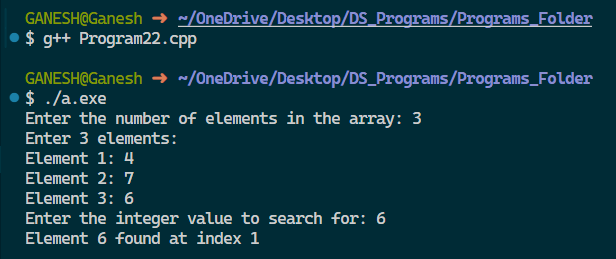 GANESH@Ganesh ➜ ~/OneDrive/Desktop/DS_Programs/Programs_Folder
$ g++ Program22.cpp
GANESH@Ganesh ➜ ~/OneDrive/Desktop/DS_Programs/Programs_Folder
$ ./a.exe
Enter the number of elements in the array: 3
Enter 3 elements:
Element 1: 4
Element 2: 7
Element 3: 6
Enter the integer value to search for: 6
Element 6 found at index 1